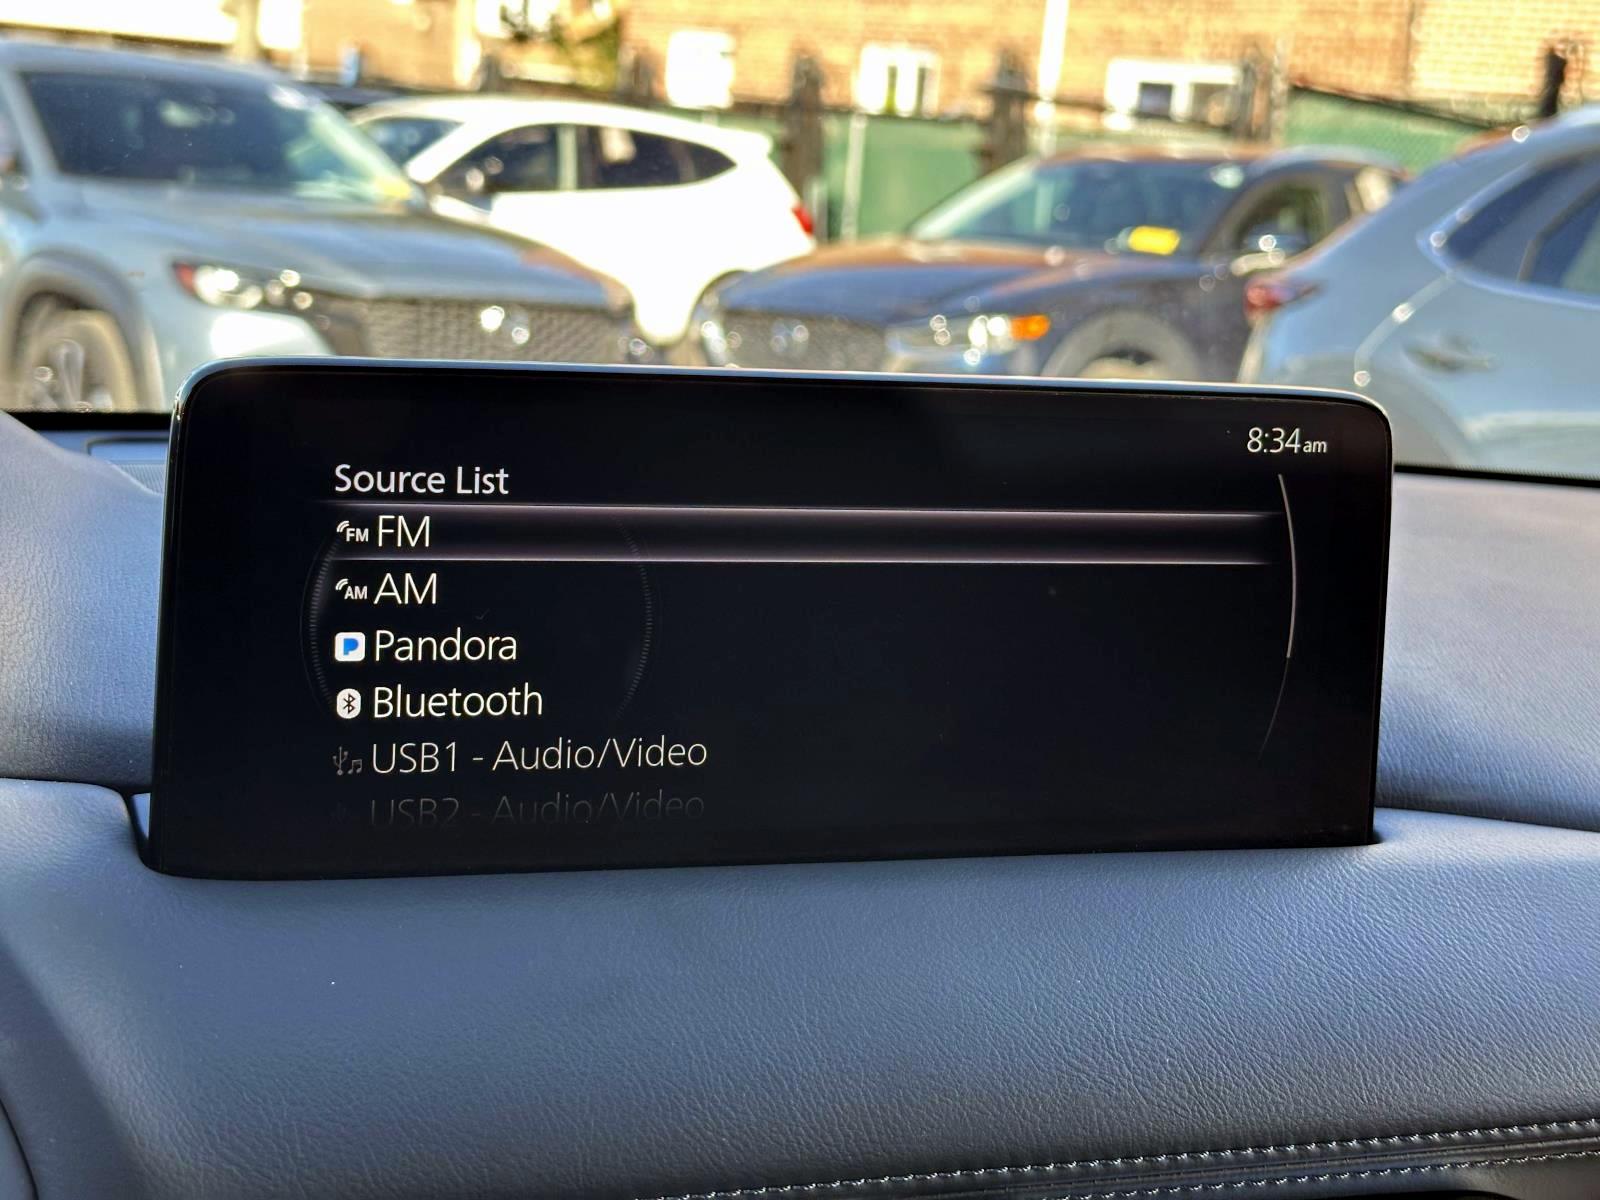 8:34am
Source List
FM FM
AM AM
Pandora
Bluetooth
USB1 - Audio/Video
USB2 - Audio/Video